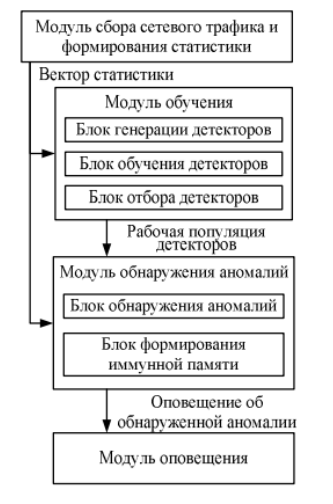 Модуль сбора сетевого трафика и
формирования статистики
Вектор статистики
Модуль обучения
Блок генерации детекторов
Блок обучения детекторов
Блок отбора детекторов
Рабочая популяция
детекторов
Модуль обнаружения аномалий
Блок обнаружения аномалий
Блок формирования
иммунной памяти
Оповещение об
обнаруженной аномалии
Модуль оповещения